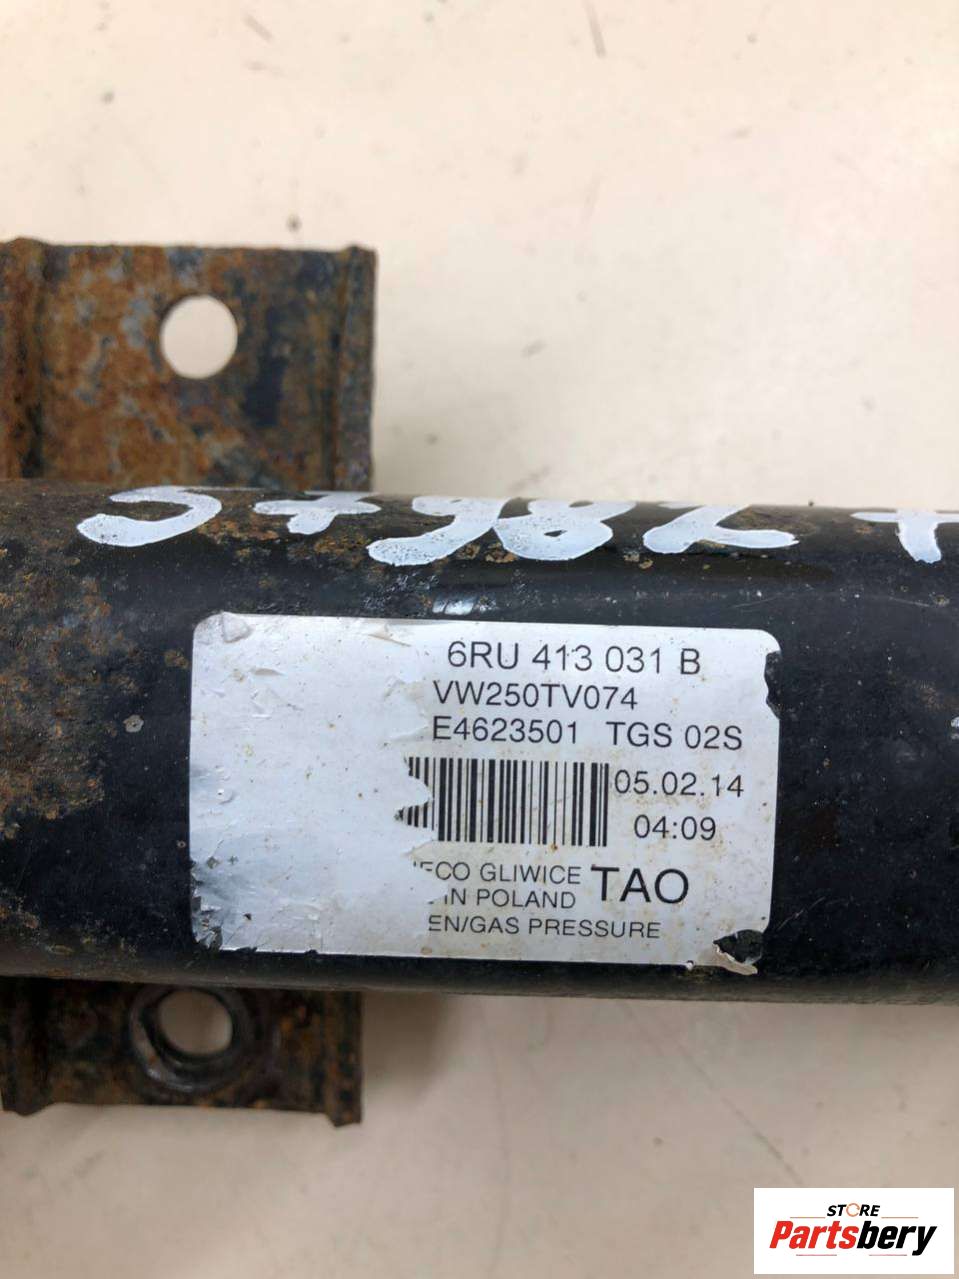 57982 +
6RU 413 031 B
VW250TV074
E4623501 TGS 02S
05.02.14
04:09
ECO GLIWICE TAO
IN POLAND
EN/GAS PRESSURE
STORE
Partsbery